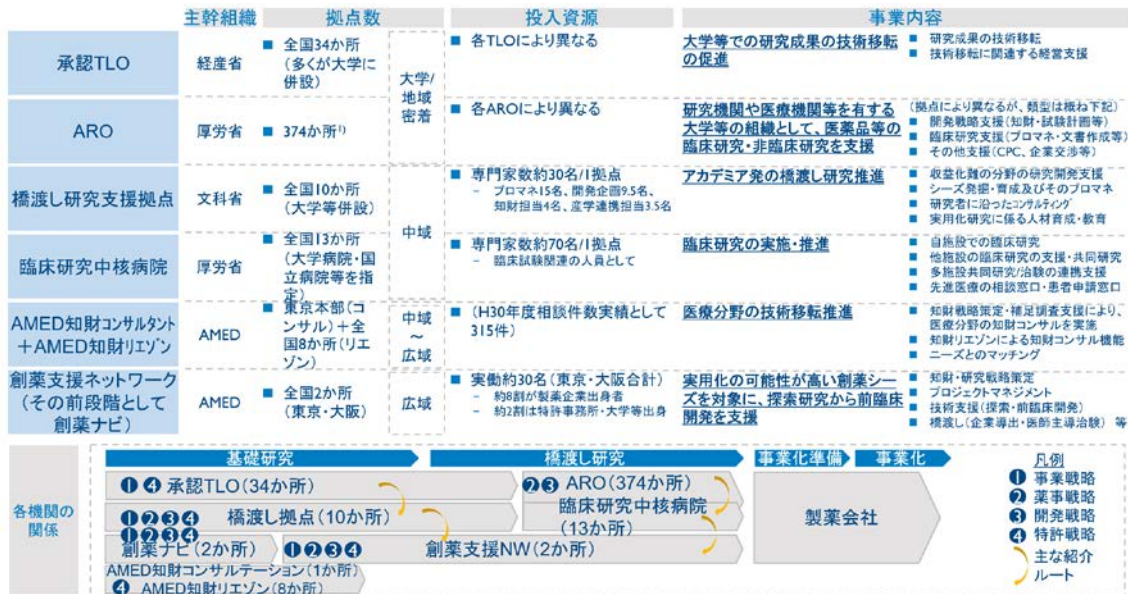 主幹組織 拠点数 投入資源 事業内容
承認TLO
経産省
■ 全国34か所
(多くが大学に
併設)
大学/
地域
密着
■ 各TLOにより異なる
大学等での研究成果の技術移転
の促進
■ 研究成果の技術移転
■ 技術移転に関連する経営支援
ARO
厚労省
■ 374か所1)
■ 各AROにより異なる
研究機関や医療機関等を有する
大学等の組織として、医薬品等の
臨床研究・非臨床研究を支援
(拠点により異なるが、類型は概ね下記)
■ 開発戦略支援(知財・試験計画等)
■ 臨床研究支援(プロマネ・文書作成等)
■ その他支援(CPC、企業交渉等)
橋渡し研究支援拠点
文科省
■ 全国10か所
(大学等併設)
中域
■ 専門家数約30名/1拠点
− プロマネ15名、開発企画9.5名、
知財担当4名、産学連携担当3.5名
アカデミア発の橋渡し研究推進
■ 収益化難の分野の研究開発支援
■ シーズ発掘・育成及びそのプロマネ
■ 研究者に沿ったコンサルティング
■ 実用化研究に係る人材育成・教育
臨床研究中核病院
厚労省
■ 全国13か所
(大学病院・国
立病院等を指
定)
■ 専門家数約70名/1拠点
− 臨床試験関連の人員として
臨床研究の実施・推進
■ 自施設での臨床研究
■ 他施設の臨床研究の支援・共同研究
■ 多施設共同研究/治験の連携支援
■ 先進医療の相談窓口・患者申請窓口
AMED知財コンサルタント
+AMED知財リエゾン
AMED
■ 東京本部(コ
ンサル)+全
国8か所(リエ
ゾン)
中域
~
広域
■ (H30年度相談件数実績として
315件)
医療分野の技術移転推進
■ 知財戦略策定・補足調査支援により、
医療分野の知財コンサルを実施
■ 知財リエゾンによる知財コンサル機能
■ ニーズとのマッチング
創薬支援ネットワーク
(その前段階として
創薬ナビ)
AMED
■ 全国2か所
(東京・大阪)
広域
■ 実働約30名(東京・大阪合計)
− 約8割が製薬企業出身者
− 約2割は特許事務所・大学等出身
実用化の可能性が高い創薬シー
ズを対象に、探索研究から前臨床
開発を支援
■ 知財・研究戦略策定
■ プロジェクトマネジメント
■ 技術支援(探索・前臨床開発)
■ 橋渡し(企業導出・医師主導治験) 等
各機関の
関係
基礎研究 橋渡し研究 事業化準備 事業化
❶❹ 承認TLO(34か所)
❷❸ ARO(374か所)
臨床研究中核病院
(13か所)
❶❷❸❹ 橋渡し拠点(10か所)
❶❷❸❹
創薬ナビ(2か所)
❶❷❸❹ 創薬支援NW(2か所)
AMED知財コンサルテーション(1か所)
❹ AMED知財リエゾン(8か所)
製薬会社
凡例
❶ 事業戦略
❷ 薬事戦略
❸ 開発戦略
❹ 特許戦略
主な紹介
ルート